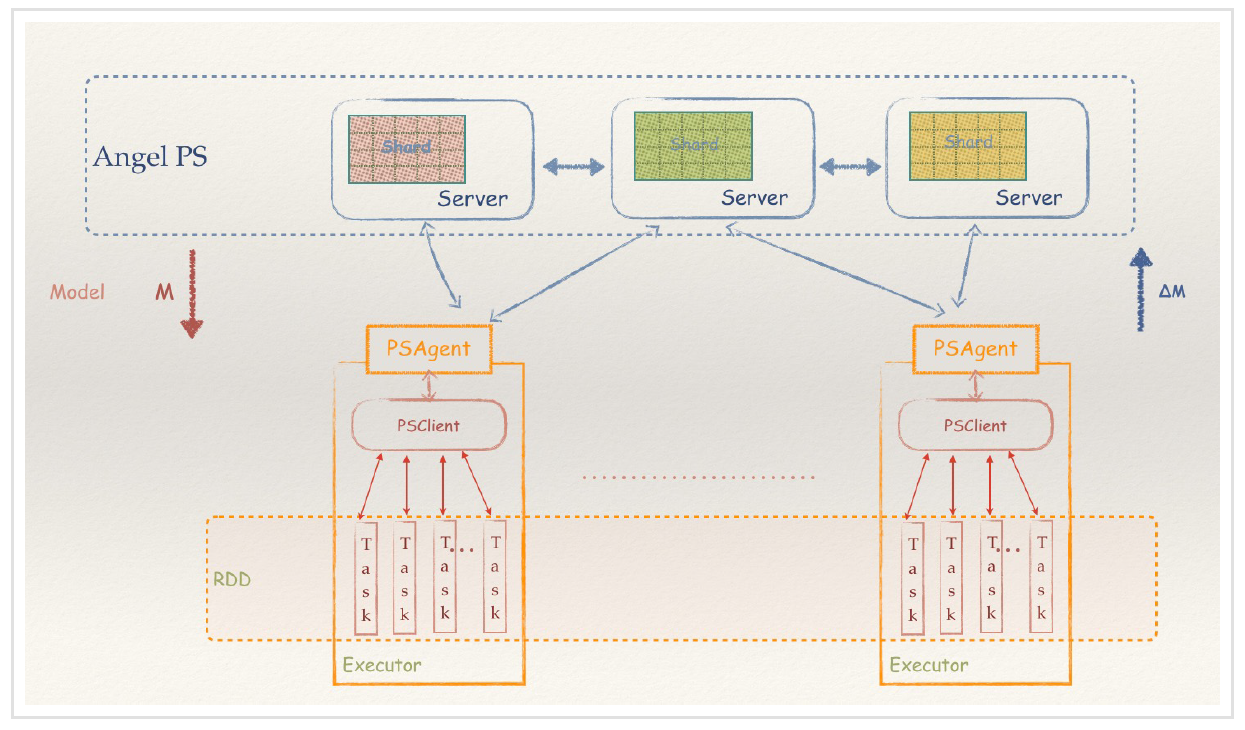 Angel PS
Shard
Server
Shard
Server
Shard
Server
Model
M
ΔM
PSAgent
PSAgent
PSClient
PSClient
RDD
Task
Task
Task
...
Task
Task
Task
Task
...
Task
Executor
Executor